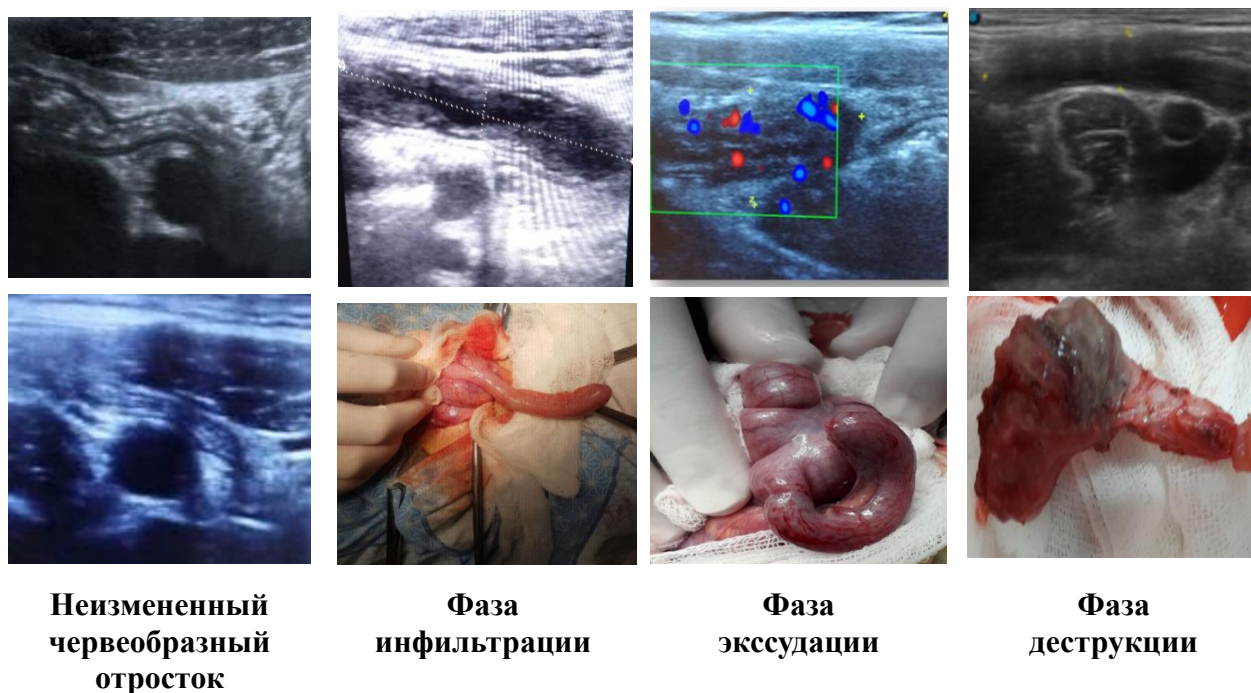 Неизмененный
червеобразный
отросток
Фаза
инфильтрации
Фаза
экссудации
Фаза
деструкции